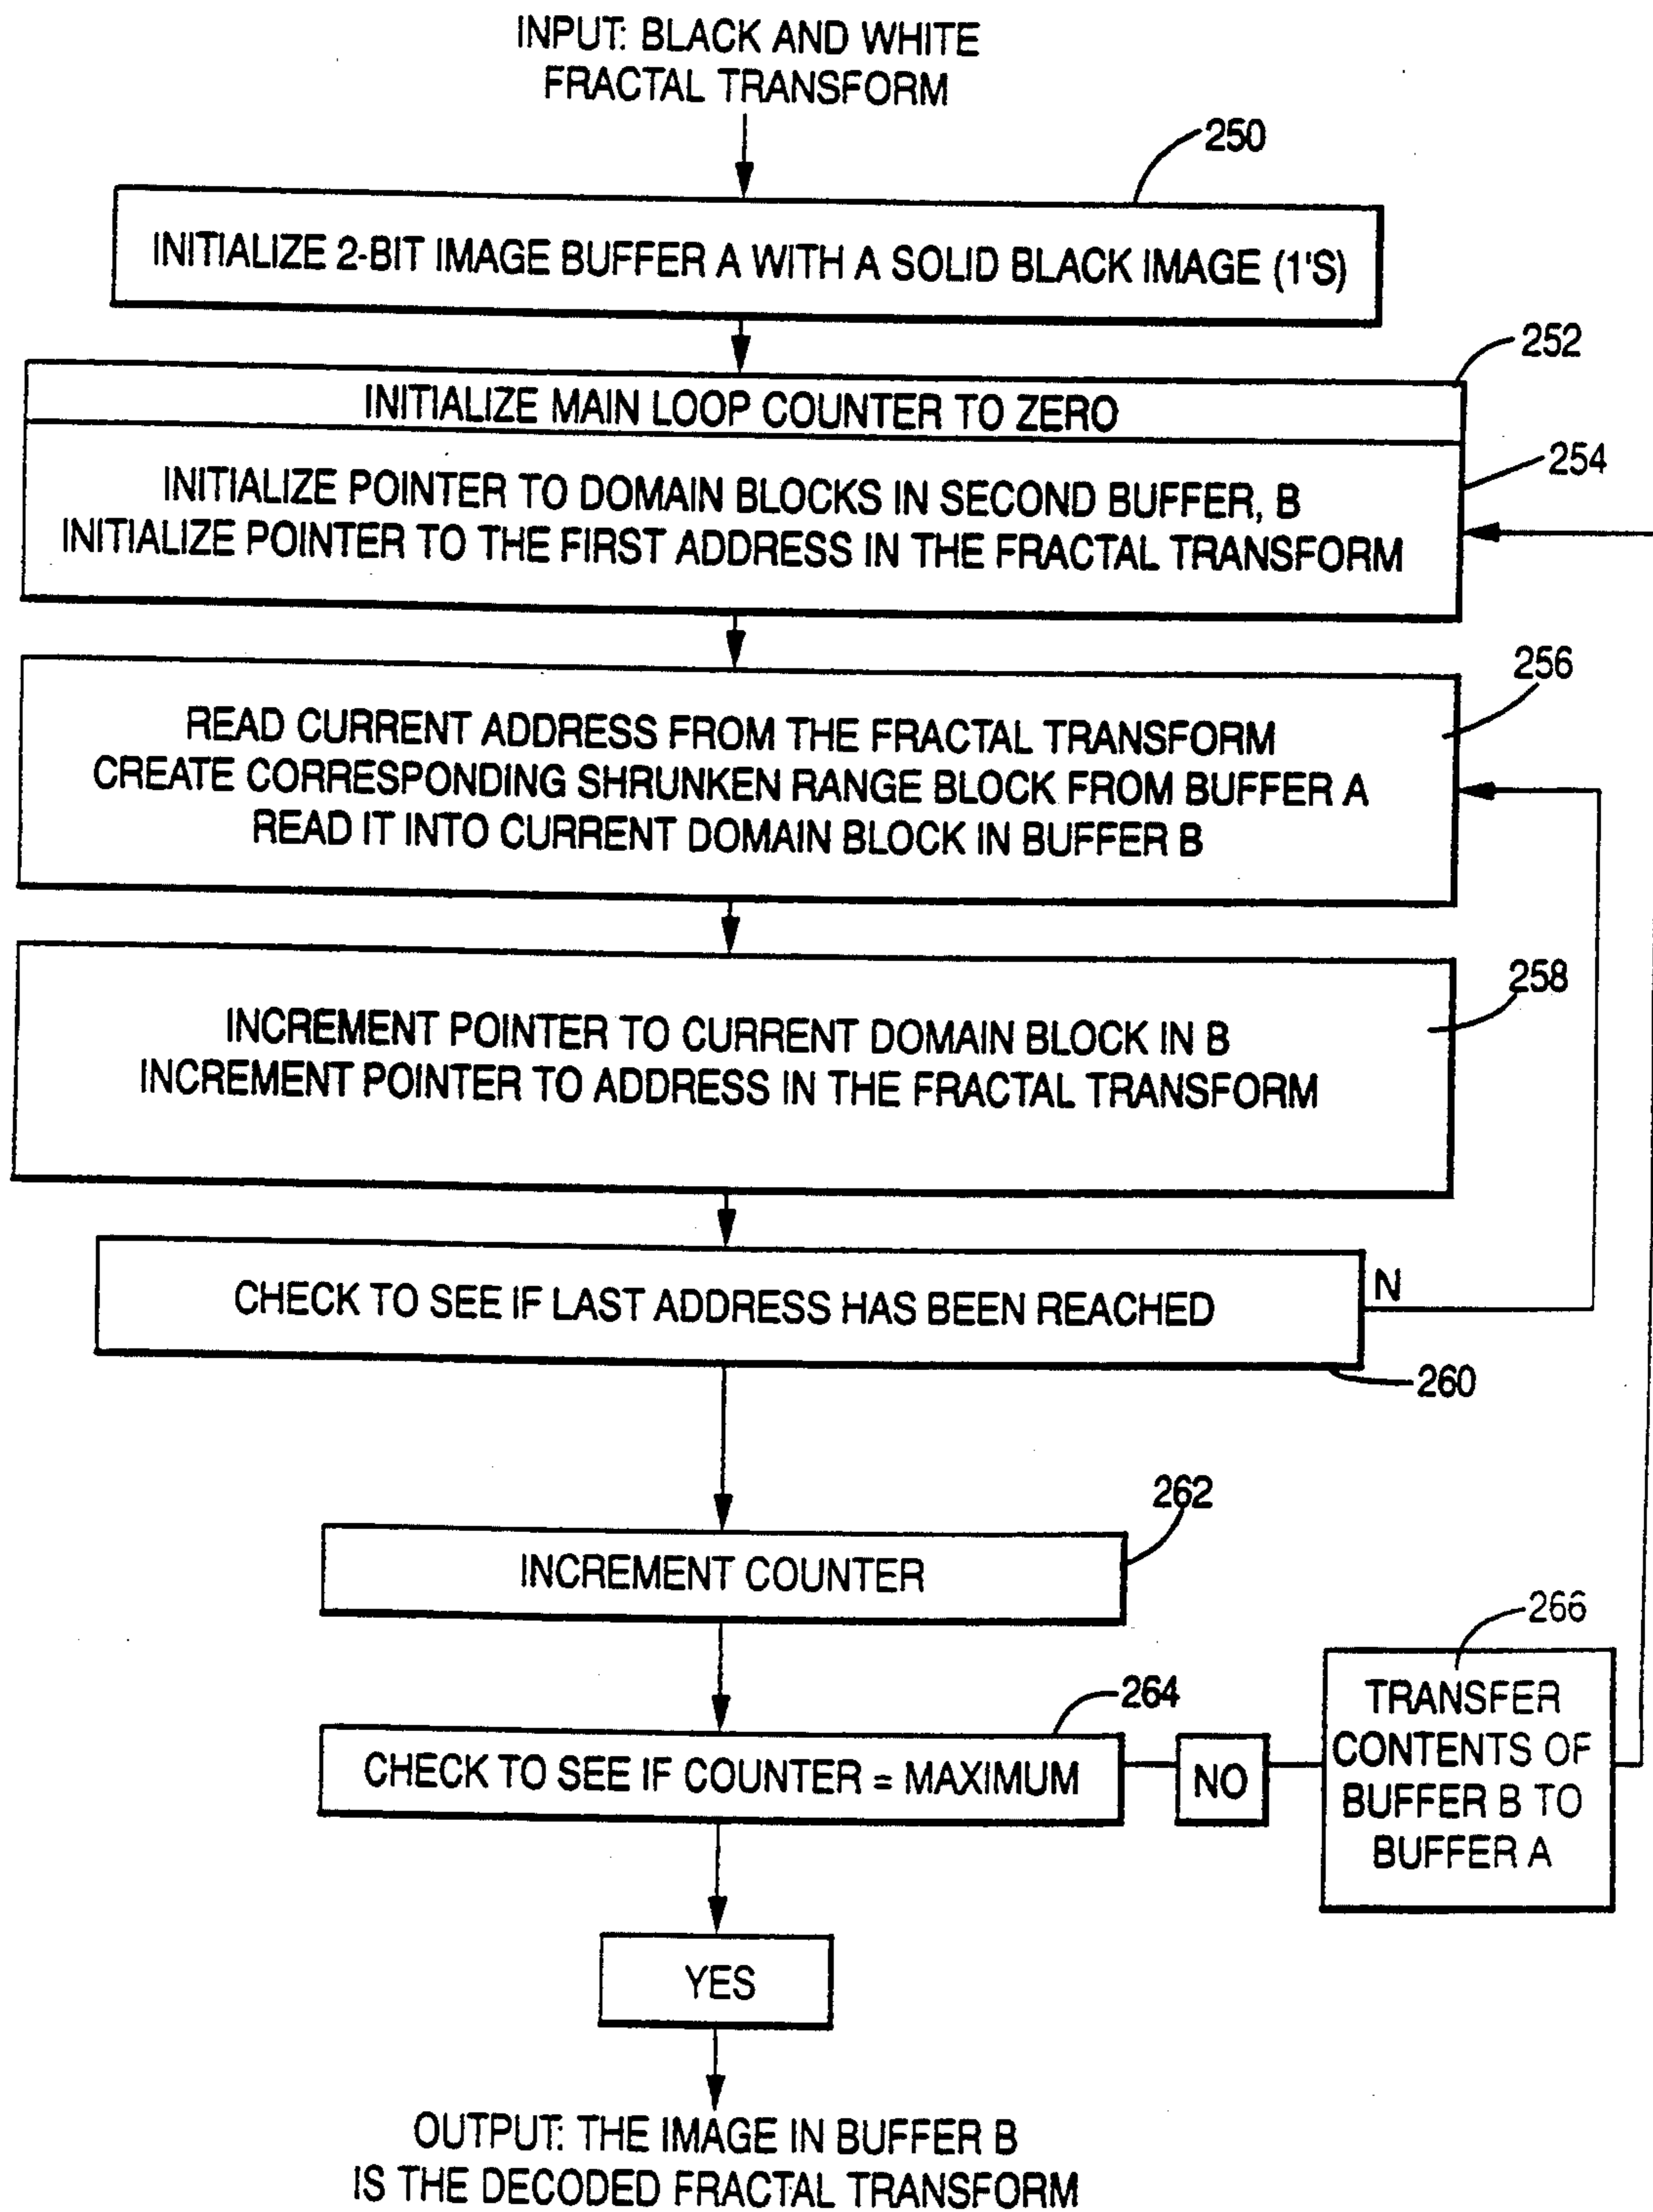 INPUT: BLACK AND WHITE
FRACTAL TRANSFORM
250
INITIALIZE 2-BIT IMAGE BUFFER A WITH A SOLID BLACK IMAGE (1'S)
252
INITIALIZE MAIN LOOP COUNTER TO ZERO
254
INITIALIZE POINTER TO DOMAIN BLOCKS IN SECOND BUFFER, B
INITIALIZE POINTER TO THE FIRST ADDRESS IN THE FRACTAL TRANSFORM
256
READ CURRENT ADDRESS FROM THE FRACTAL TRANSFORM
CREATE CORRESPONDING SHRUNKEN RANGE BLOCK FROM BUFFER A
READ IT INTO CURRENT DOMAIN BLOCK IN BUFFER B
258
INCREMENT POINTER TO CURRENT DOMAIN BLOCK IN B
INCREMENT POINTER TO ADDRESS IN THE FRACTAL TRANSFORM
CHECK TO SEE IF LAST ADDRESS HAS BEEN REACHED
N
260
262
INCREMENT COUNTER
264
CHECK TO SEE IF COUNTER = MAXIMUM
NO
266
TRANSFER
CONTENTS OF
BUFFER B TO
BUFFER A
YES
OUTPUT: THE IMAGE IN BUFFER B
IS THE DECODED FRACTAL TRANSFORM